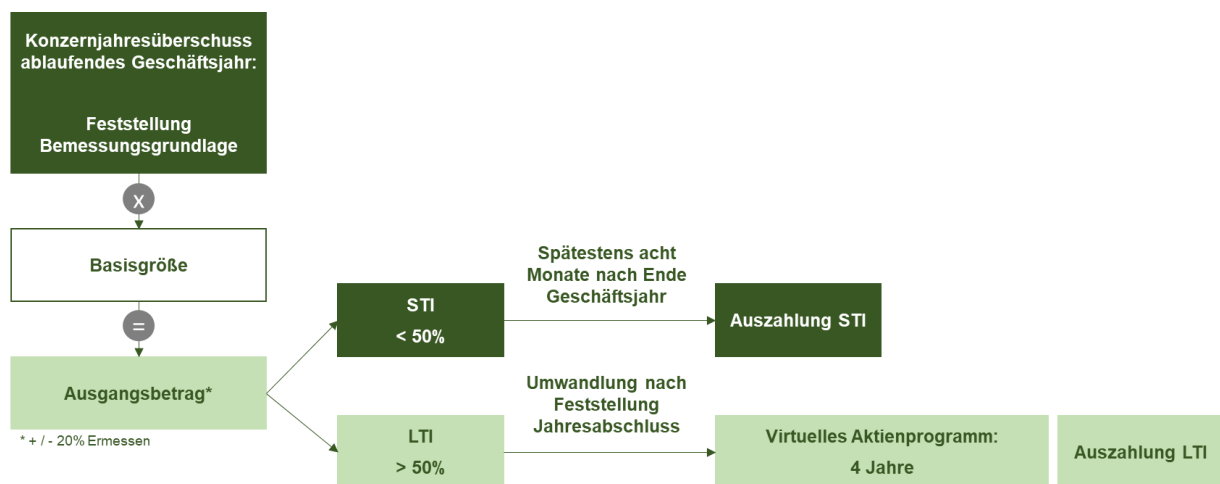 Konzernjahresüberschuss
ablaufendes Geschäftsjahr:
Feststellung
Bemessungsgrundlage
x
Basisgröße
=
Ausgangsbetrag*
* + / - 20% Ermessen
STI
< 50%
Spätestens acht
Monate nach Ende
Geschäftsjahr
Auszahlung STI
LTI
> 50%
Umwandlung nach
Feststellung
Jahresabschluss
Virtuelles Aktienprogramm:
4 Jahre
Auszahlung LTI